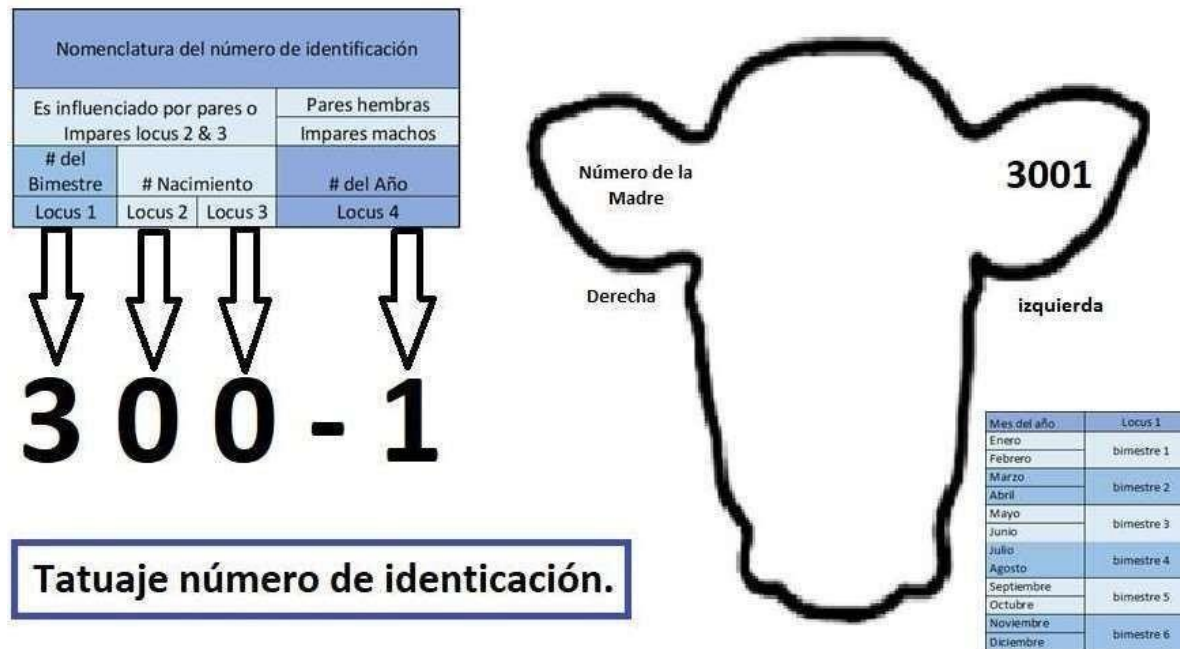 Nomenclatura del número de identificación
Es influenciado por pares o
Impares locus 2 & 3
Pares hembras
Impares machos
# del
Bimestre
# Nacimiento
# del Año
Locus 1
Locus 2
Locus 3
Locus 4
300-1
Tatuaje número de identicación.
Número de la
Madre
Derecha
3001
izquierda
Mes del año
Locus 1
Enero
Febrero
bimestre 1
Marzo
Abril
bimestre 2
Mayo
Junio
bimestre 3
Julio
Agosto
bimestre 4
Septiembre
Octubre
bimestre 5
Noviembre
Diciembre
bimestre 6